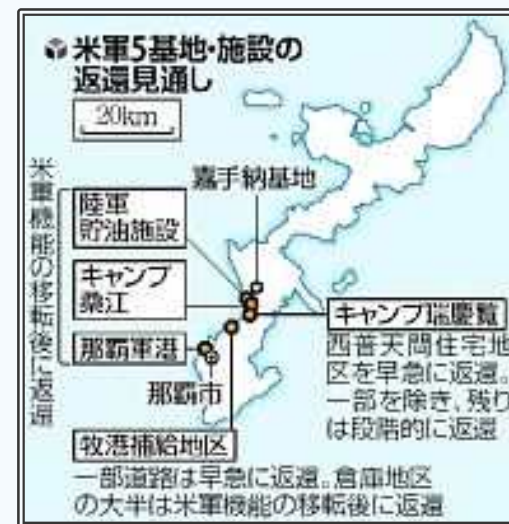 米軍5基地・施設の
返還見通し
20km
嘉手納基地
米軍機能の移転後に返還
陸軍
貯油施設
キャンプ
桑江
那覇軍港
那覇市
キャンプ瑞慶覧
西普天間住宅地
区を早急に返還。
一部を除き、残り
は段階的に返還
牧港補給地区
一部道路は早急に返還。倉庫地区
の大半は米軍機能の移転後に返還